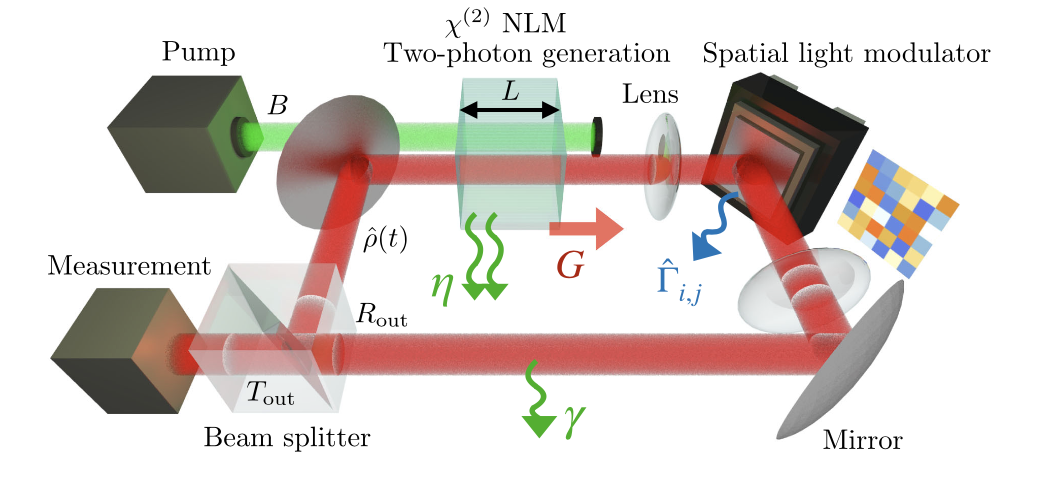 χ⁽²⁾ NLM
Two-photon generation
Pump
B
L
Lens
Spatial light modulator
ρ̂(t)
η
G
Γ̂ᵢ,ⱼ
Measurement
R_out
T_out
γ
Beam splitter
Mirror